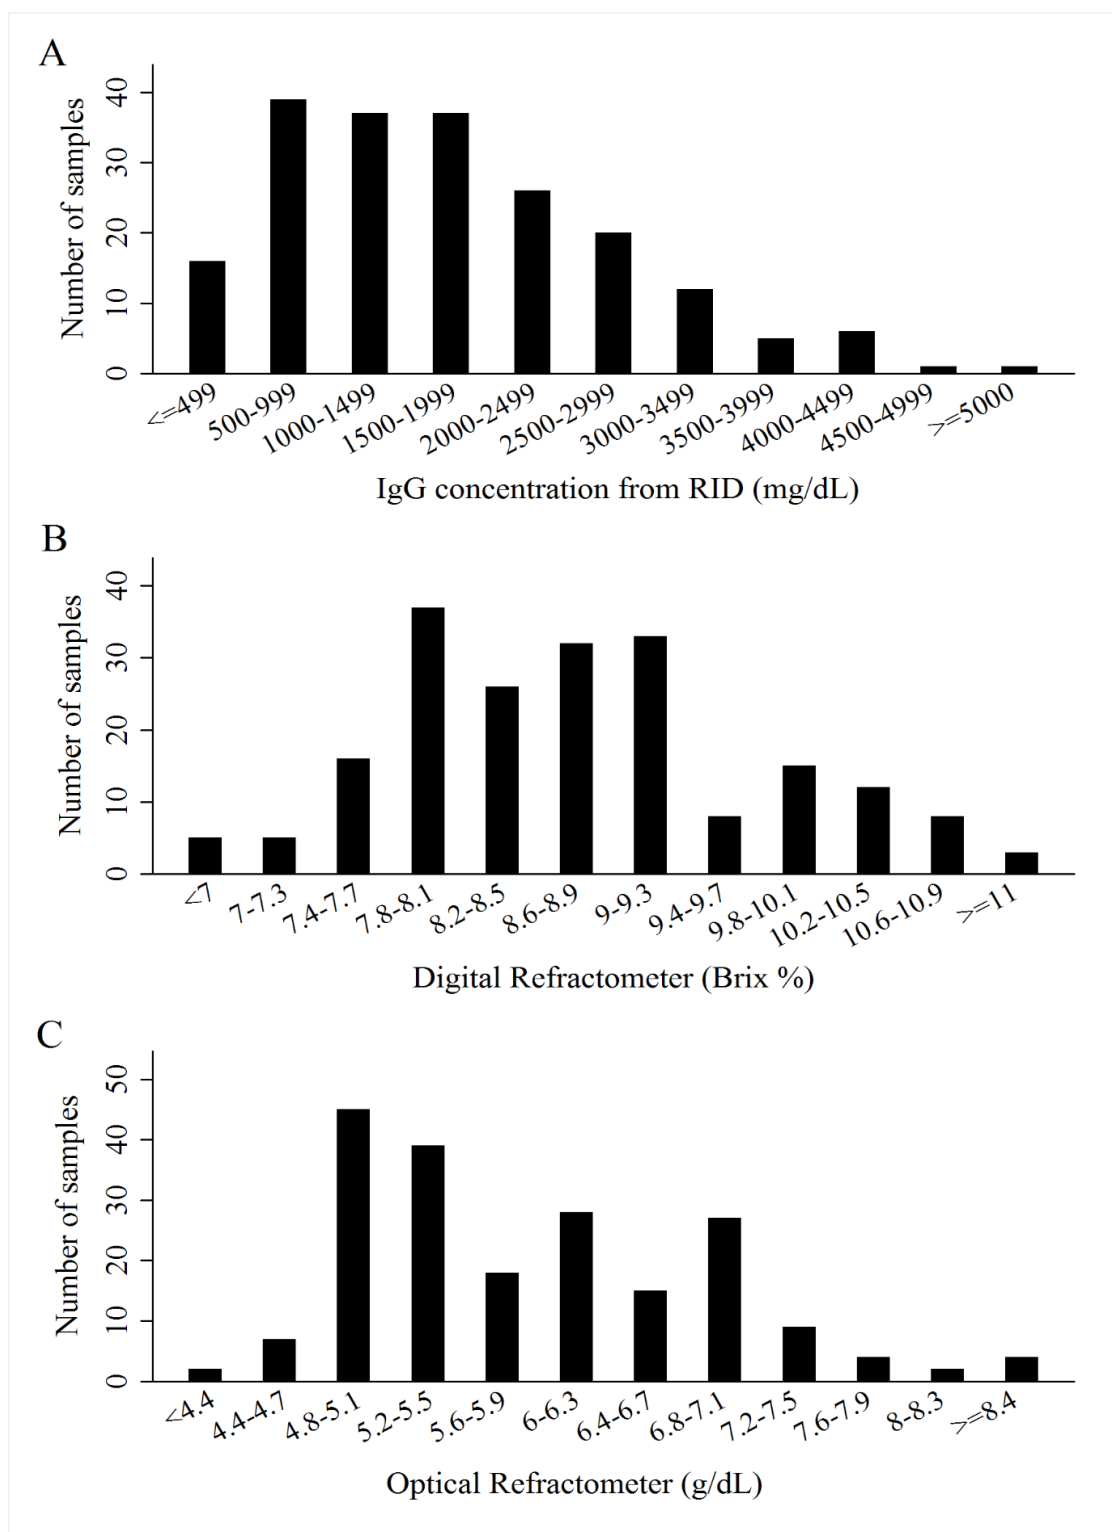 A
Number of samples
40
30
20
10
0
<=499 500-999 1000-1499 1500-1999 2000-2499 2500-2999 3000-3499 3500-3999 4000-4499 4500-4999 >=5000
IgG concentration from RID (mg/dL)
B
Number of samples
40
30
20
10
0
<7 7-7.3 7.4-7.7 7.8-8.1 8.2-8.5 8.6-8.9 9-9.3 9.4-9.7 9.8-10.1 10.2-10.5 10.6-10.9 >=11
Digital Refractometer (Brix %)
C
Number of samples
50
40
30
20
10
0
<4.4 4.4-4.7 4.8-5.1 5.2-5.5 5.6-5.9 6-6.3 6.4-6.7 6.8-7.1 7.2-7.5 7.6-7.9 8-8.3 >=8.4
Optical Refractometer (g/dL)